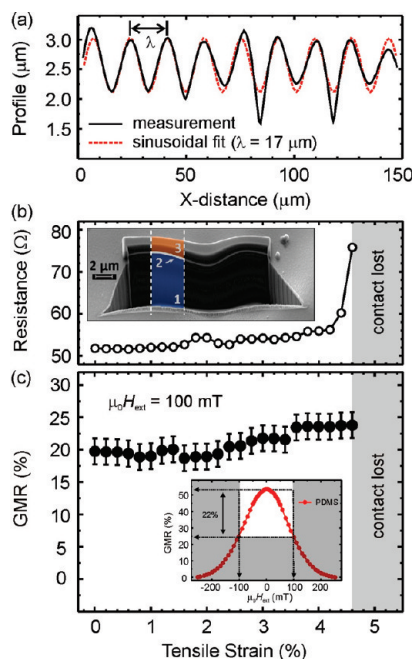 (a)
λ
3.0
2.5
2.0
1.5
Profile (μm)
measurement
sinusoidal fit (λ = 17 μm)
0
50
100
150
X-distance (μm)
(b)
Resistance (Ω)
70
60
50
2 μm
3
2
1
contact lost
(c)
μ₀Hext = 100 mT
GMR (%)
25
20
15
10
5
0
contact lost
GMR (%)
50
40
30
20
10
0
22%
PDMS
-200 -100 0 100 200
μ₀Hext (mT)
0 1 2 3 4 5
Tensile Strain (%)